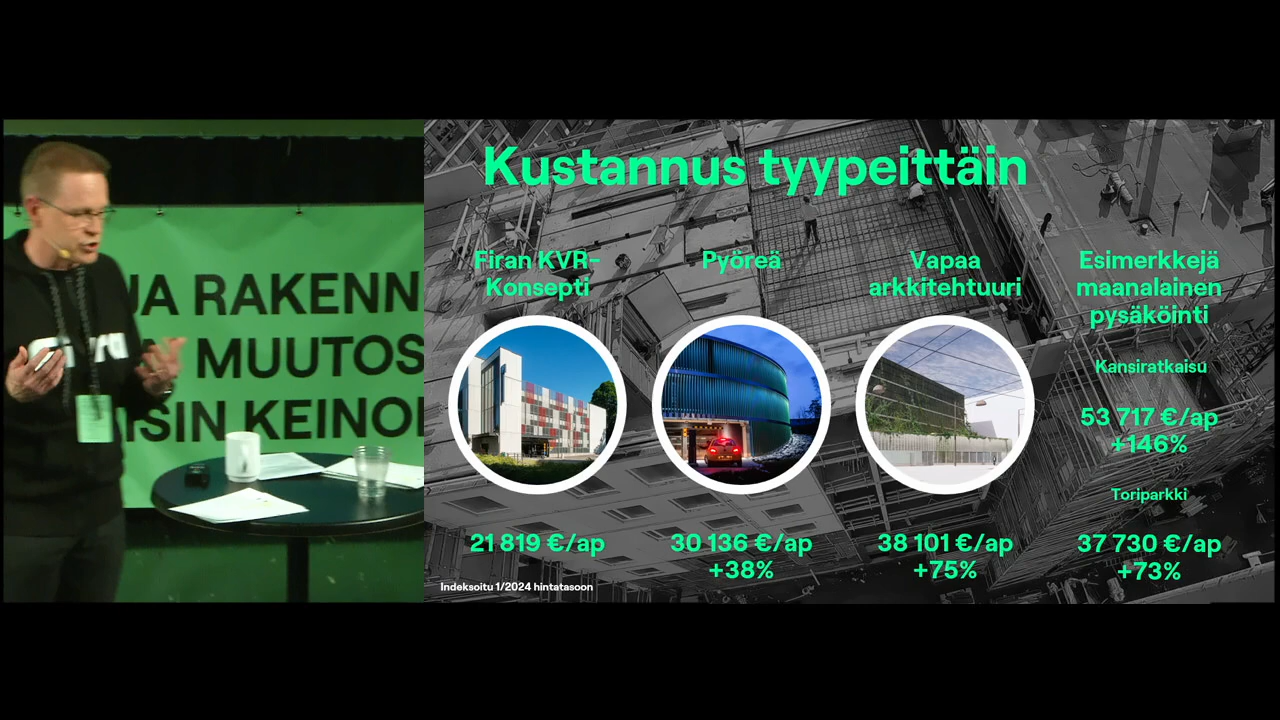 JA RAKENN
MUUTOS
ISIN KEINOI
Kustannus tyypeittäin
Firan KVR-
Konsepti
21 819 €/ap
Pyöreä
30 136 €/ap
+38%
Vapaa
arkkitehtuuri
38 101 €/ap
+75%
Esimerkkejä
maanalainen
pysäköinti
Kansiratkaisu
53 717 €/ap
+146%
Toriparkki
37 730 €/ap
+73%
Indeksoitu 1/2024 hintatasoon